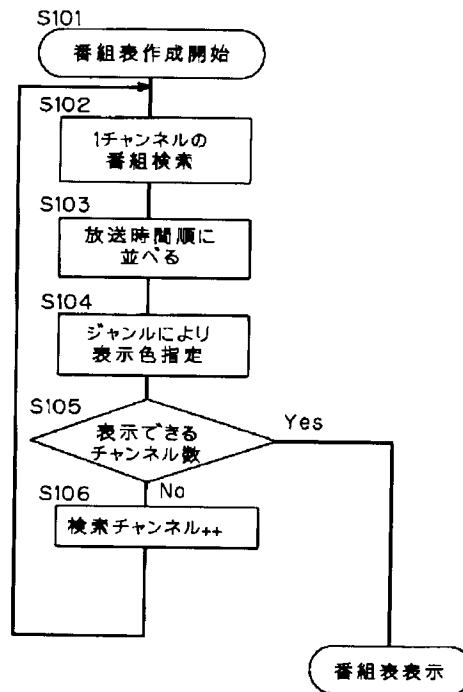 S101
番組表作成開始
S102
1チャンネルの
番組検索
S103
放送時間順に
並べる
S104
ジャンルにより
表示色指定
S105
表示できる
チャンネル数
Yes
No
S106
検索チャンネル++
番組表表示